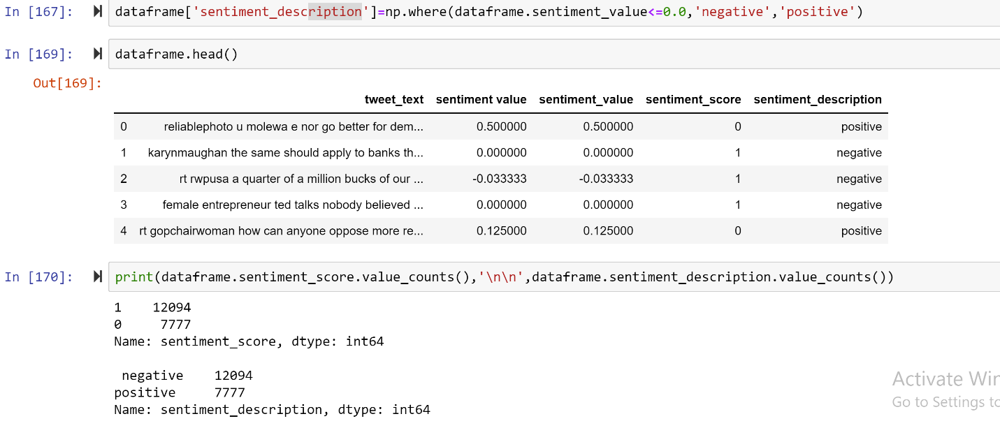 In [167]: dataframe['sentiment_description']=np.where(dataframe.sentiment_value<=0.0,'negative','positive')
In [169]: dataframe.head()
Out[169]:
tweet_text sentiment value sentiment_value sentiment_score sentiment_description
0 reliablephoto u molewa e nor go better for dem... 0.500000 0.500000 0 positive
1 karynmaughan the same should apply to banks th... 0.000000 0.000000 1 negative
2 rt rwpusa a quarter of a million bucks of our ... -0.033333 -0.033333 1 negative
3 female entrepreneur ted talks nobody believed ... 0.000000 0.000000 1 negative
4 rt gopchairwoman how can anyone oppose more re... 0.125000 0.125000 0 positive
In [170]: print(dataframe.sentiment_score.value_counts(),'\n\n',dataframe.sentiment_description.value_counts())
1 12094
0 7777
Name: sentiment_score, dtype: int64
negative 12094
positive 7777
Name: sentiment_description, dtype: int64
Activate Win
Go to Settings to